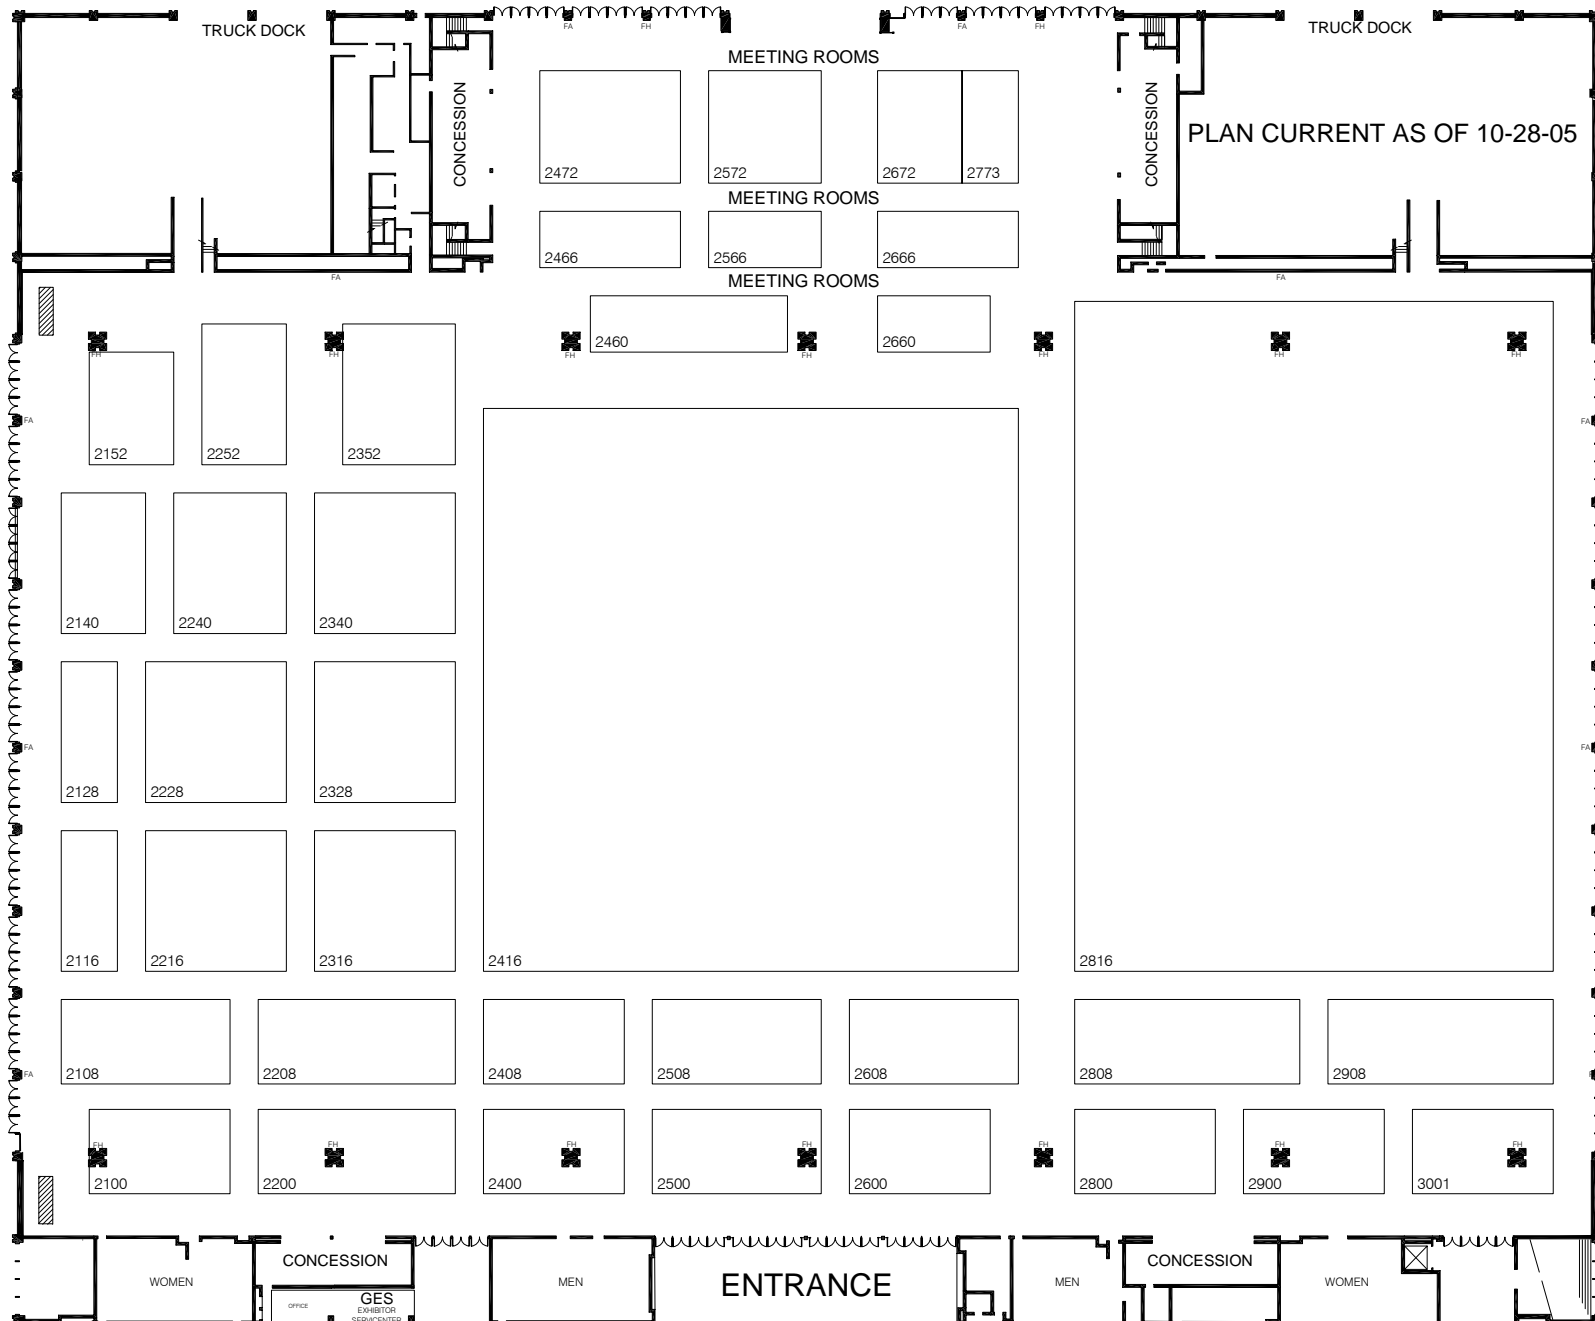 TRUCK DOCK
FA
FH
FA
FH
TRUCK DOCK
MEETING ROOMS
CONCESSION
CONCESSION
PLAN CURRENT AS OF 10-28-05
2472
2572
2672
2773
MEETING ROOMS
2466
2566
2666
FA
MEETING ROOMS
FA
2460
2660
FH
FH
FH
FH
FH
FH
FH
FA
FA
2152
2252
2352
2140
2240
2340
FA
FA
2128
2228
2328
2116
2216
2316
2416
2816
FA
2108
2208
2408
2508
2608
2808
2908
FH
FH
FH
FH
FH
FH
FH
2100
2200
2400
2500
2600
2800
2900
3001
CONCESSION
CONCESSION
WOMEN
MEN
ENTRANCE
MEN
WOMEN
OFFICE
GES
EXHIBITOR
SERVICENTER